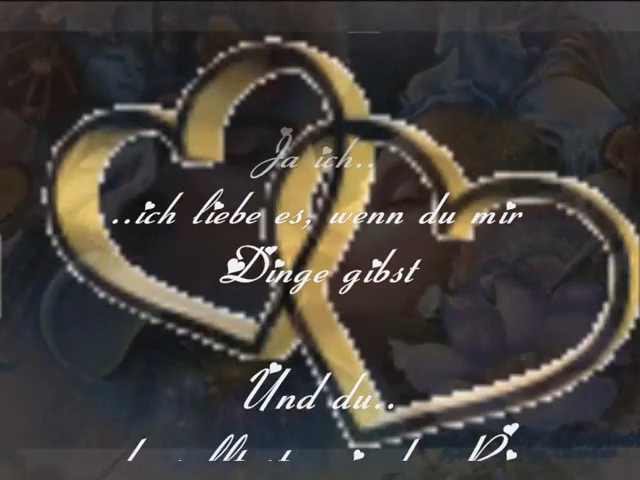 Ja ich..
..ich liebe es, wenn du mir
Dinge gibst
Und du..